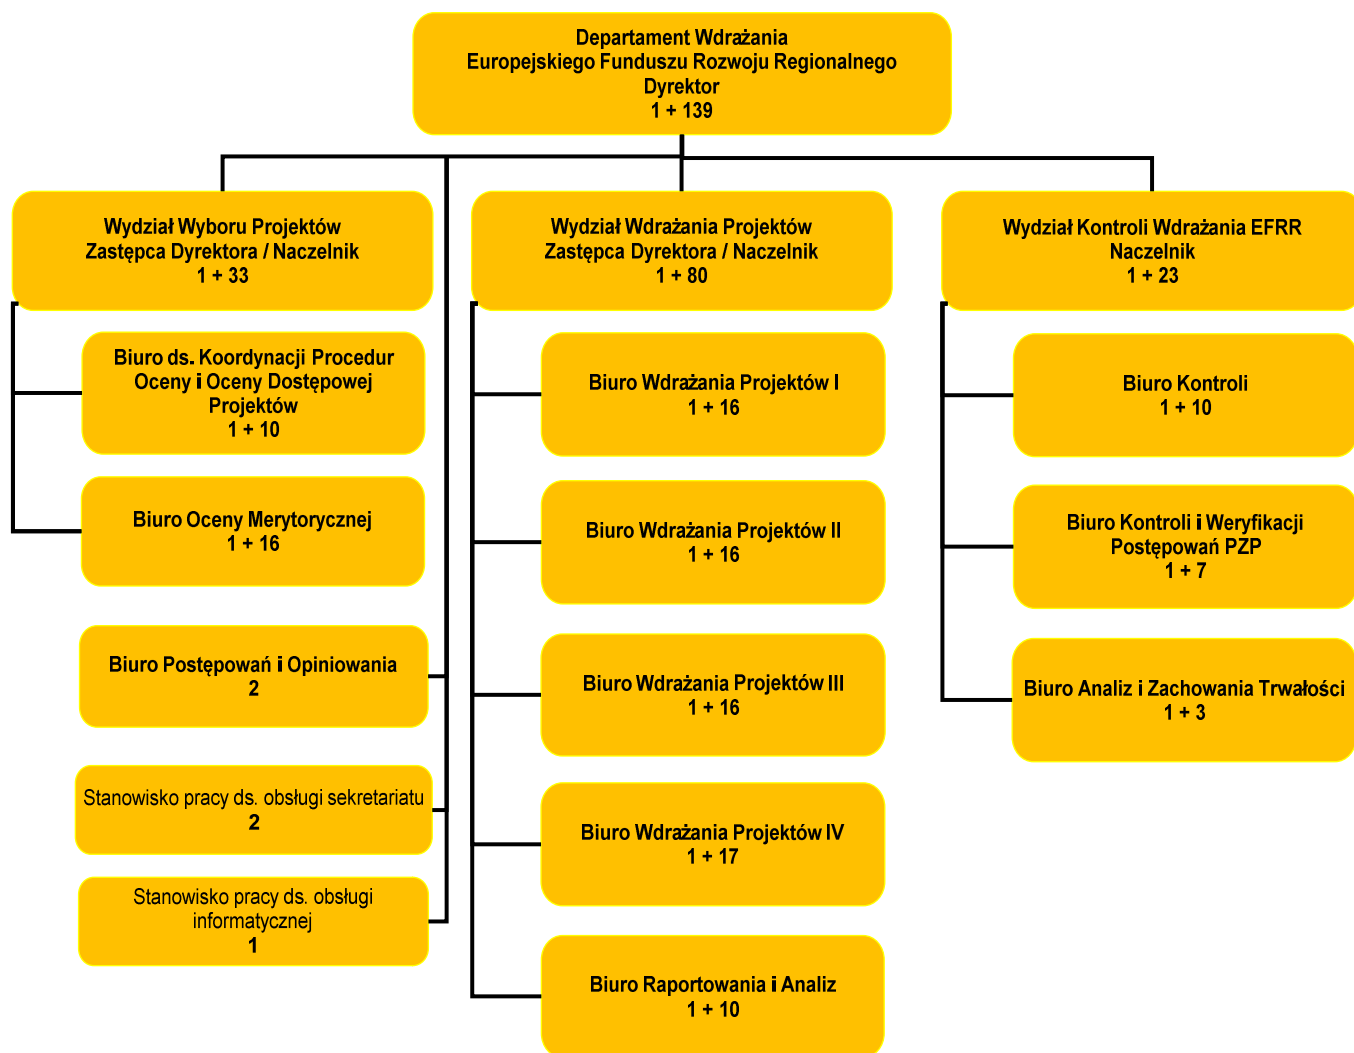 Departament Wdrażania
Europejskiego Funduszu Rozwoju Regionalnego
Dyrektor
1 + 139
Wydział Wyboru Projektów
Zastępca Dyrektora / Naczelnik
1 + 33
Biuro ds. Koordynacji Procedur
Oceny i Oceny Dostępowej
Projektów
1 + 10
Biuro Oceny Merytorycznej
1 + 16
Biuro Postępowań i Opiniowania
2
Stanowisko pracy ds. obsługi sekretariatu
2
Stanowisko pracy ds. obsługi
informatycznej
1
Wydział Wdrażania Projektów
Zastępca Dyrektora / Naczelnik
1 + 80
Biuro Wdrażania Projektów I
1 + 16
Biuro Wdrażania Projektów II
1 + 16
Biuro Wdrażania Projektów III
1 + 16
Biuro Wdrażania Projektów IV
1 + 17
Biuro Raportowania i Analiz
1 + 10
Wydział Kontroli Wdrażania EFRR
Naczelnik
1 + 23
Biuro Kontroli
1 + 10
Biuro Kontroli i Weryfikacji
Postępowań PZP
1 + 7
Biuro Analiz i Zachowania Trwałości
1 + 3